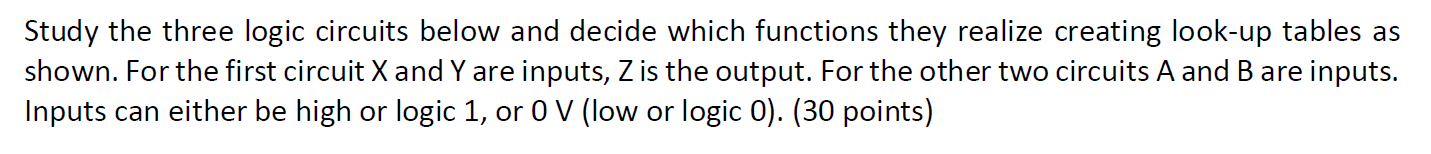 Study the three logic circuits below and decide which functions they realize creating look-up tables as
shown. For the first circuit X and Y are inputs, Z is the output. For the other two circuits A and B are inputs.
Inputs can either be high or logic 1, or 0 V (low or logic 0). (30 points)